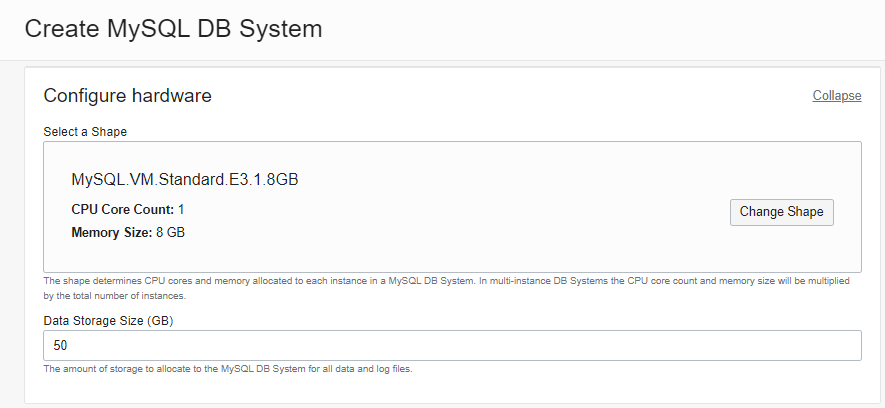 Create MySQL DB System
Configure hardware
Collapse
Select a Shape
MySQL.VM.Standard.E3.1.8GB
CPU Core Count: 1
Memory Size: 8 GB
Change Shape
The shape determines CPU cores and memory allocated to each instance in a MySQL DB System. In multi-instance DB Systems the CPU core count and memory size will be multiplied
by the total number of instances.
Data Storage Size (GB)
50
The amount of storage to allocate to the MySQL DB System for all data and log files.